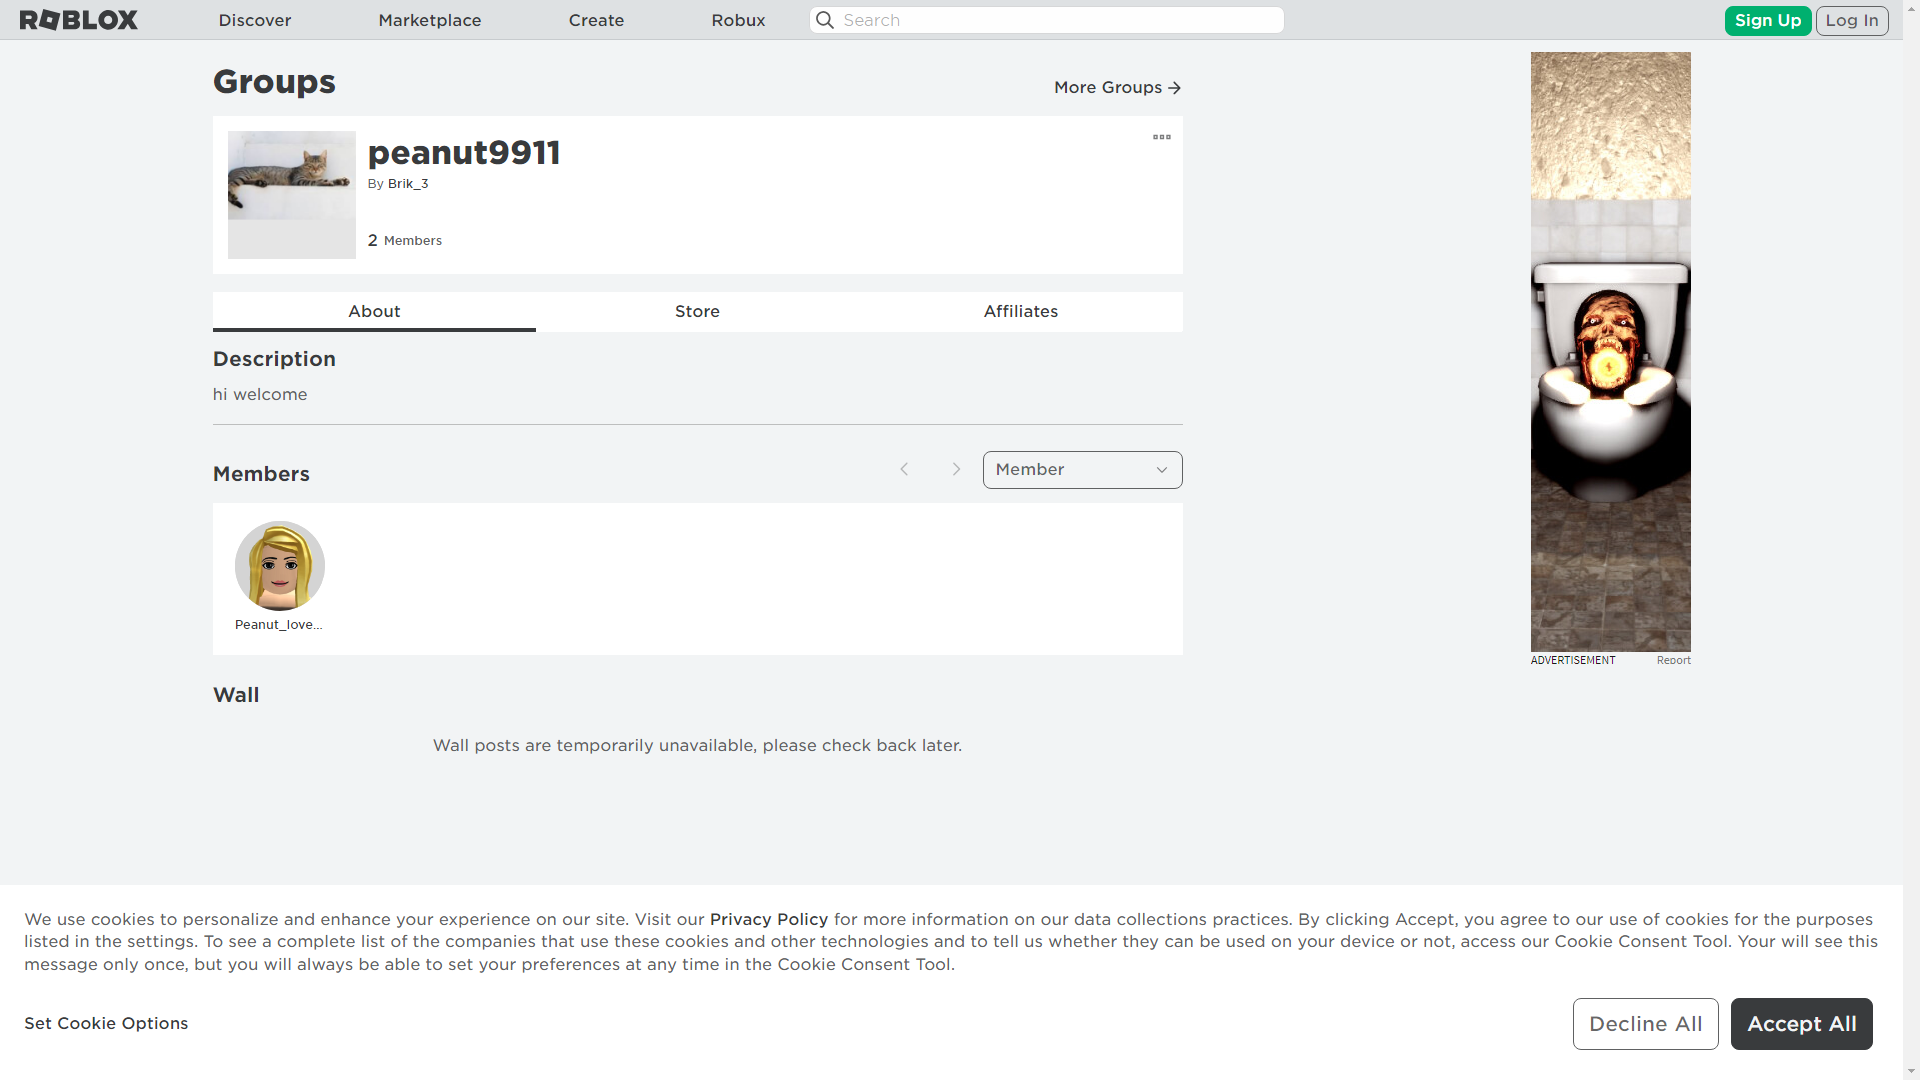 ROBLOX
Discover
Marketplace
Create
Robux
Search
Sign Up
Log In
Groups
More Groups
peanut9911
By Brik_3
2 Members
About
Store
Affiliates
Description
hi welcome
Members
Member
Peanut_love...
ADVERTISEMENT
Report
Wall
Wall posts are temporarily unavailable, please check back later.
We use cookies to personalize and enhance your experience on our site. Visit our Privacy Policy for more information on our data collections practices. By clicking Accept, you agree to our use of cookies for the purposes
listed in the settings. To see a complete list of the companies that use these cookies and other technologies and to tell us whether they can be used on your device or not, access our Cookie Consent Tool. Your will see this
message only once, but you will always be able to set your preferences at any time in the Cookie Consent Tool.
Set Cookie Options
Decline All
Accept All